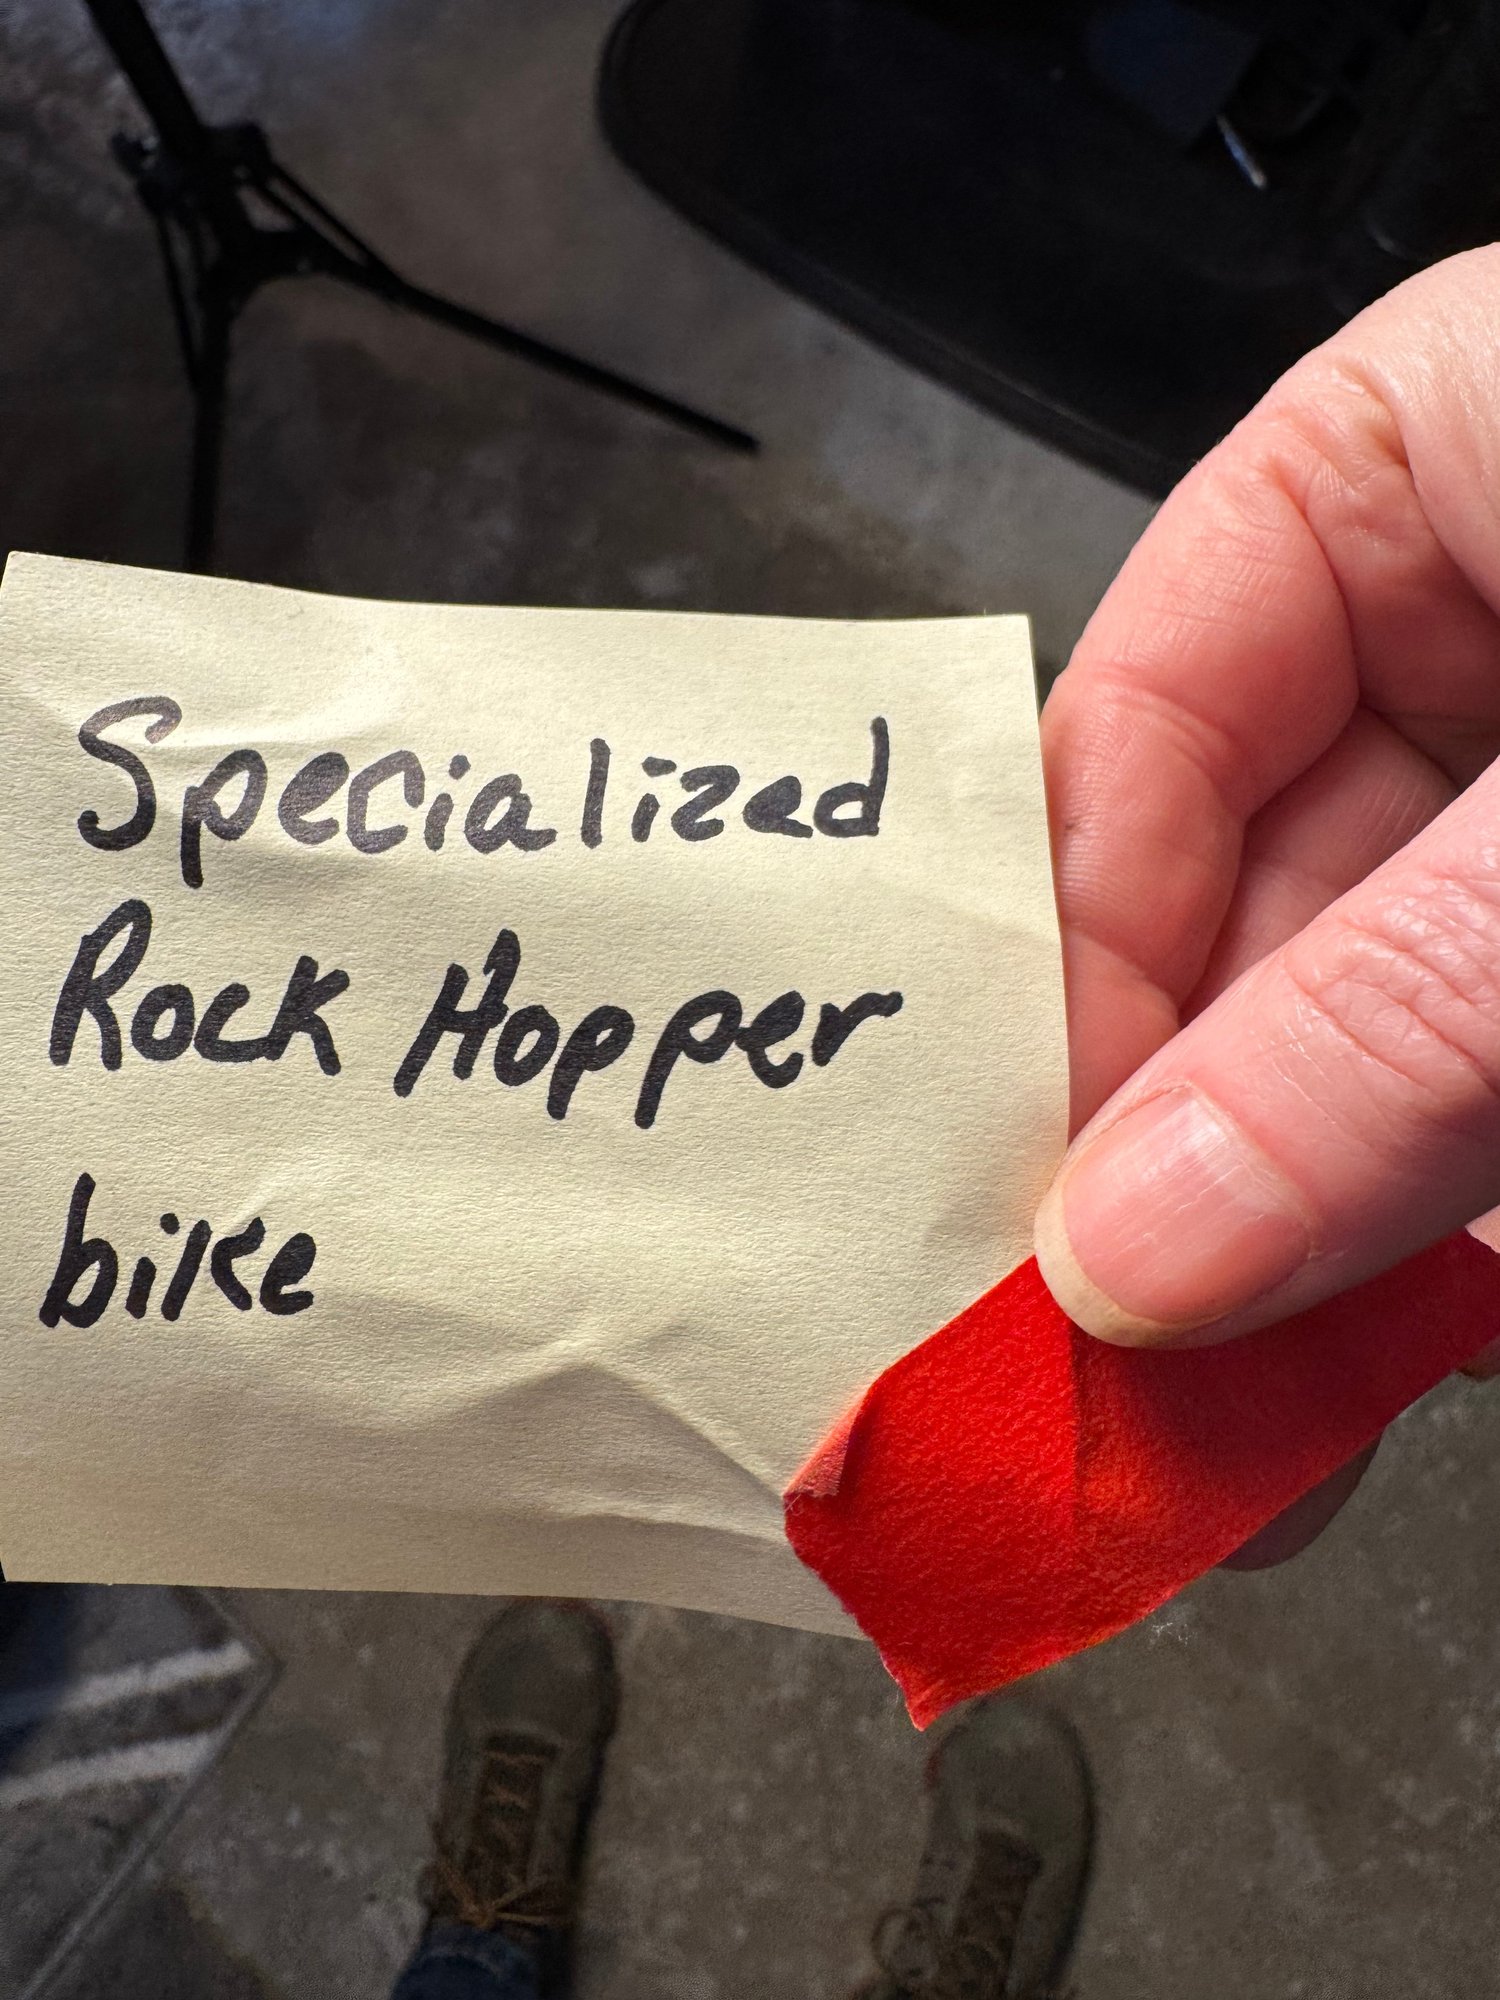 Specialized
Rock Hopper
bike